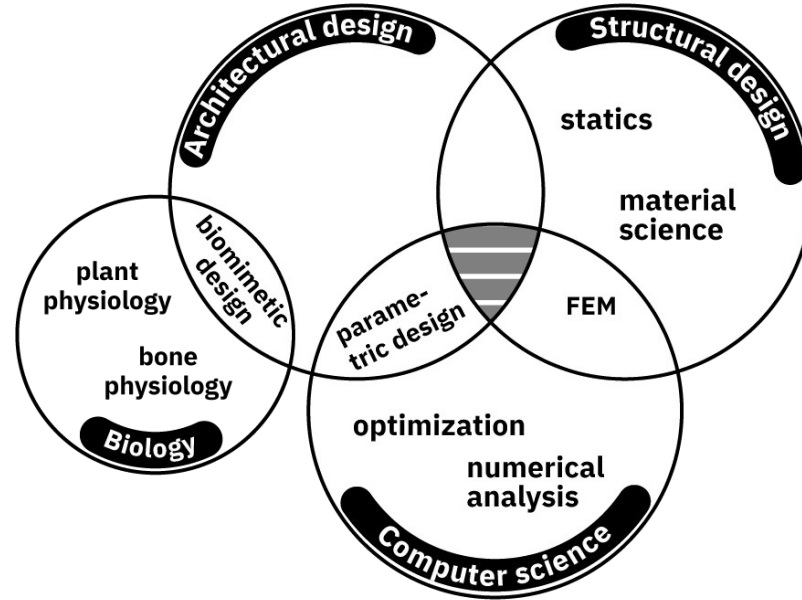 Architectural design
Structural design
statics
material
science
biomimetic
design
plant
physiology
bone
physiology
Biology
parame-
tric design
FEM
optimization
numerical
analysis
Computer science